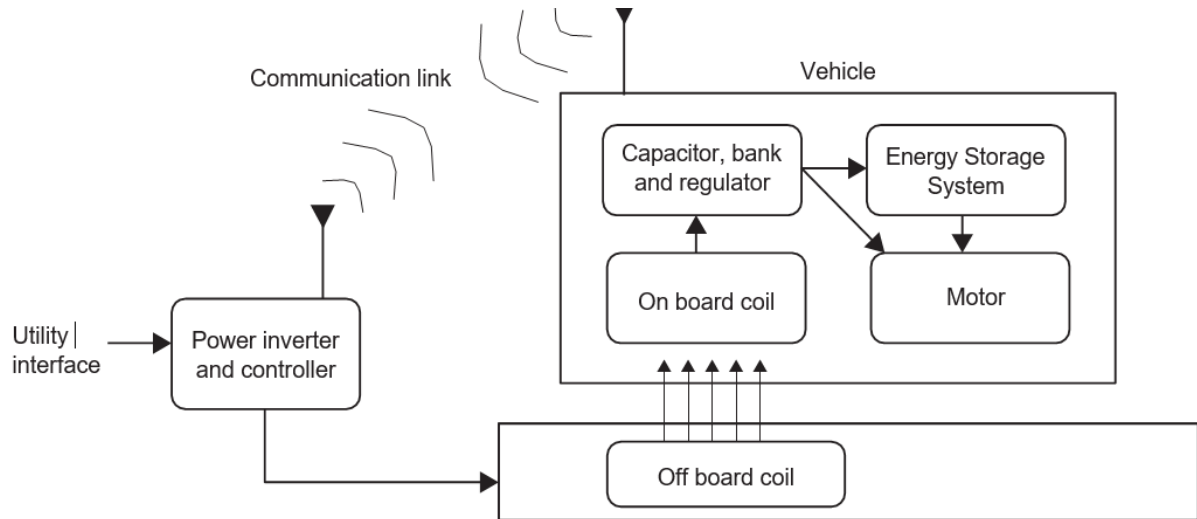 Communication link
Vehicle
Capacitor, bank
and regulator
Energy Storage
System
On board coil
Motor
Utility
interface
Power inverter
and controller
Off board coil